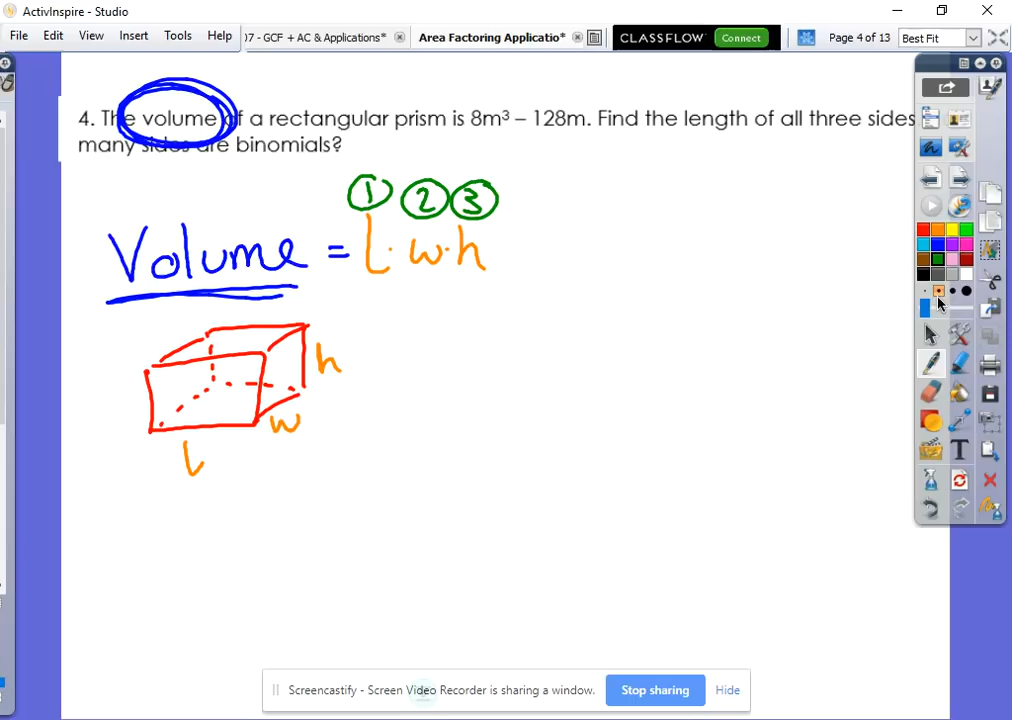 ActivInspire - Studio
File Edit View Insert Tools Help
07 - GCF + AC & Applications*
Area Factoring Applicatio*
CLASSFLOW Connect
Page 4 of 13
Best Fit
4. The volume of a rectangular prism is 8m³ – 128m. Find the length of all three sides
many sides are binomials?
① ② ③
Volume = l · w · h
h
w
l
T
Screencastify - Screen Video Recorder is sharing a window.
Stop sharing
Hide